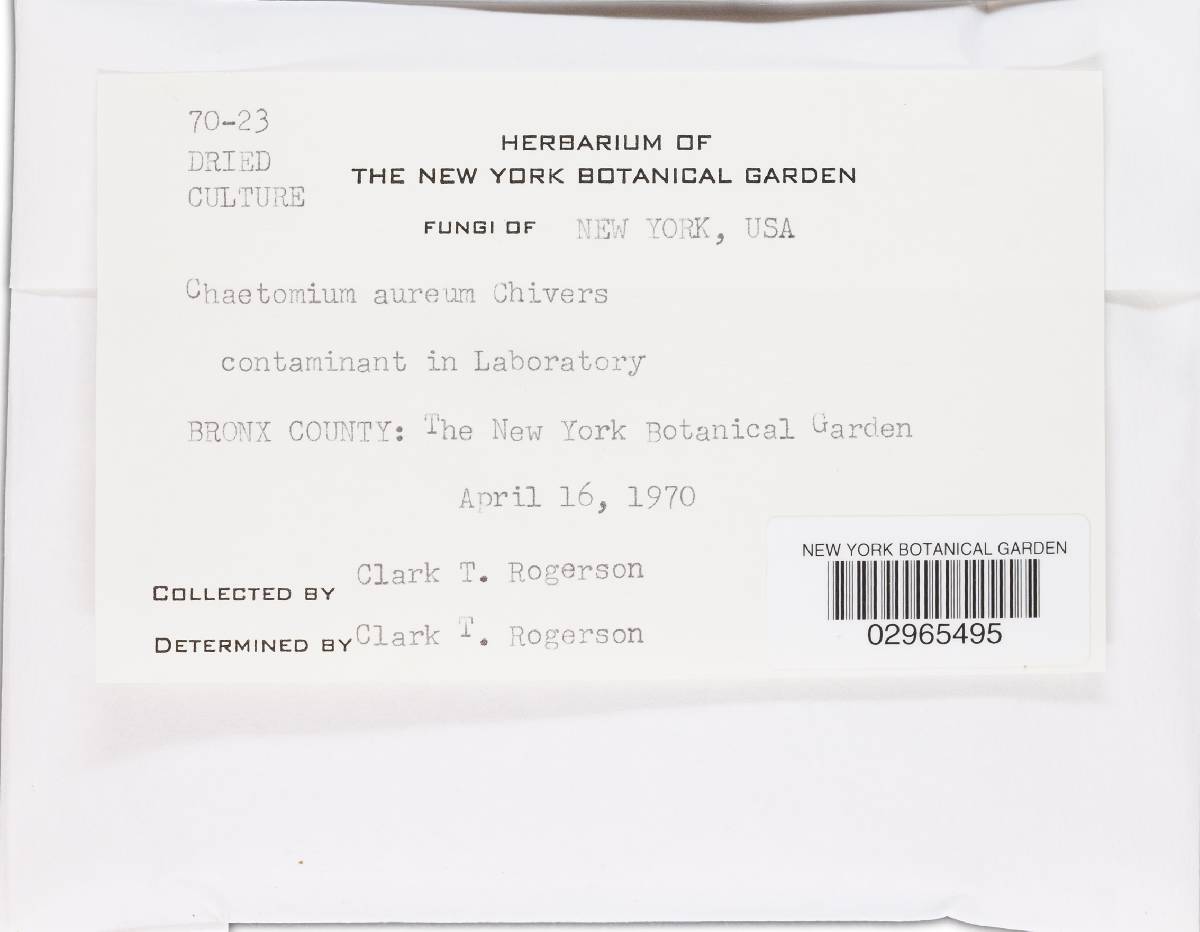 70-23
DRIED
CULTURE
HERBARIUM OF
THE NEW YORK BOTANICAL GARDEN
FUNGI OF NEW YORK, USA
Chaetomium aureum Chivers
contaminant in Laboratory
BRONX COUNTY: The New York Botanical Garden
April 16, 1970
COLLECTED BY Clark T. Rogerson
DETERMINED BY Clark T. Rogerson
NEW YORK BOTANICAL GARDEN
02965495